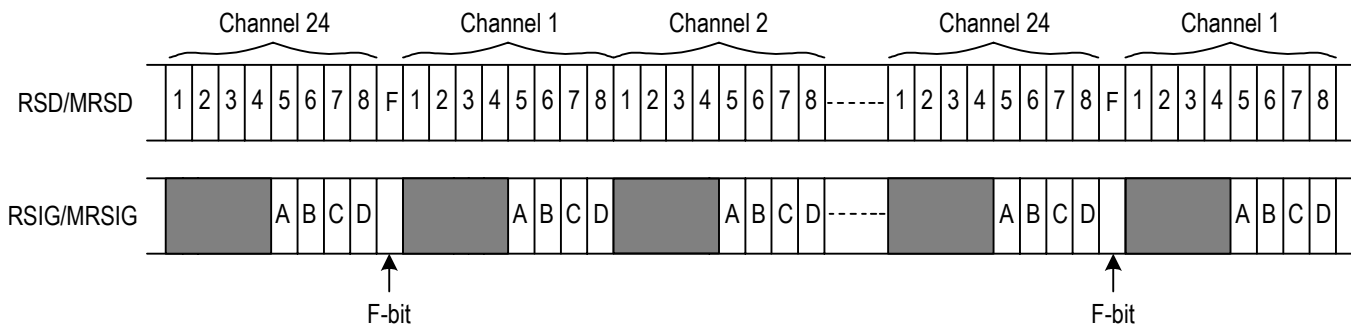 Channel 24 Channel 1 Channel 2 Channel 24 Channel 1
RSD/MRSD 1 2 3 4 5 6 7 8 F 1 2 3 4 5 6 7 8 1 2 3 4 5 6 7 8 ------ 1 2 3 4 5 6 7 8 F 1 2 3 4 5 6 7 8
RSIG/MRSIG A B C D A B C D A B C D ------ A B C D A B C D
F-bit F-bit